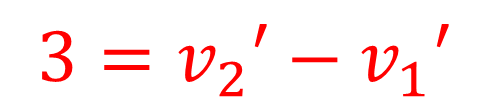 3 = v₂′ − v₁′